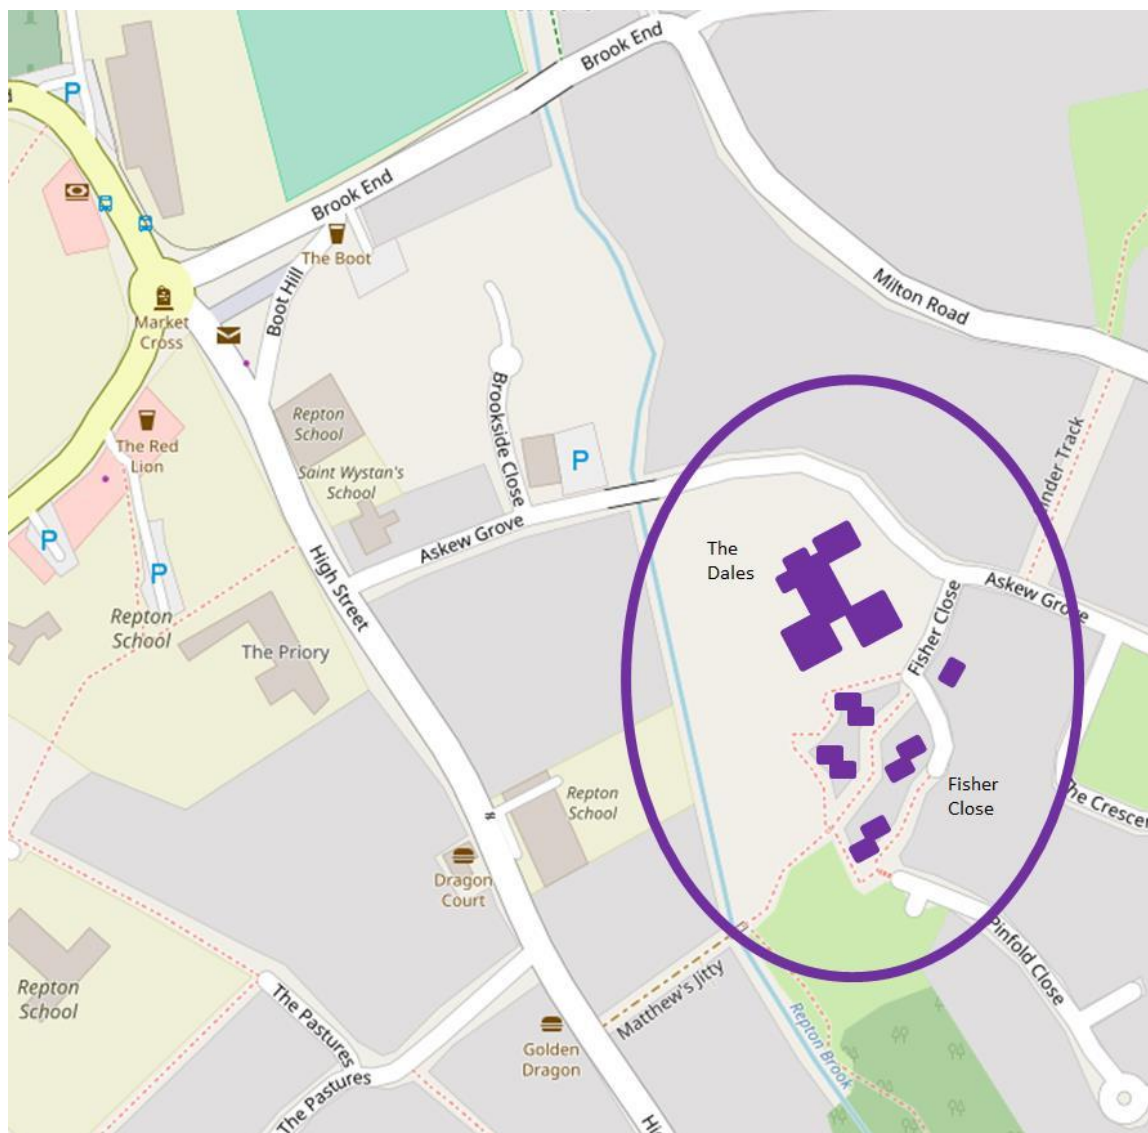 Brook End
P
Brook End
The Boot
Boot Hill
Market
Cross
Milton Road
Brookside Close
Repton
School
The Red
Lion
Saint Wystan's
School
P
Askew Grove
P
P
High Street
The
Dales
Askew Grove
Fisher Close
Repton
School
The Priory
Fisher
Close
Repton
School
Dragon
Court
Pinfold Close
Matthew's Jitty
Repton
School
The Pastures
Golden
Dragon
Repton Brook
The Pastures